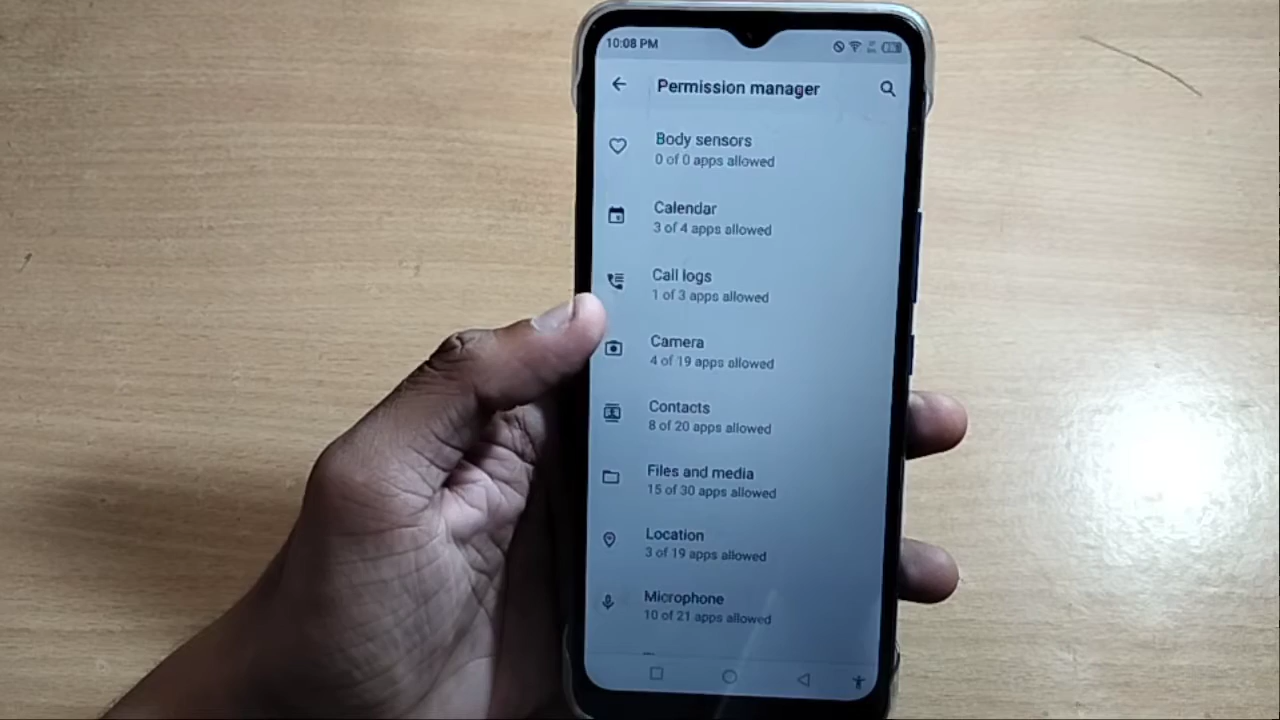 10:08 PM
Permission manager
Body sensors
0 of 0 apps allowed
Calendar
3 of 4 apps allowed
Call logs
1 of 3 apps allowed
Camera
4 of 19 apps allowed
Contacts
8 of 20 apps allowed
Files and media
15 of 30 apps allowed
Location
3 of 19 apps allowed
Microphone
10 of 21 apps allowed